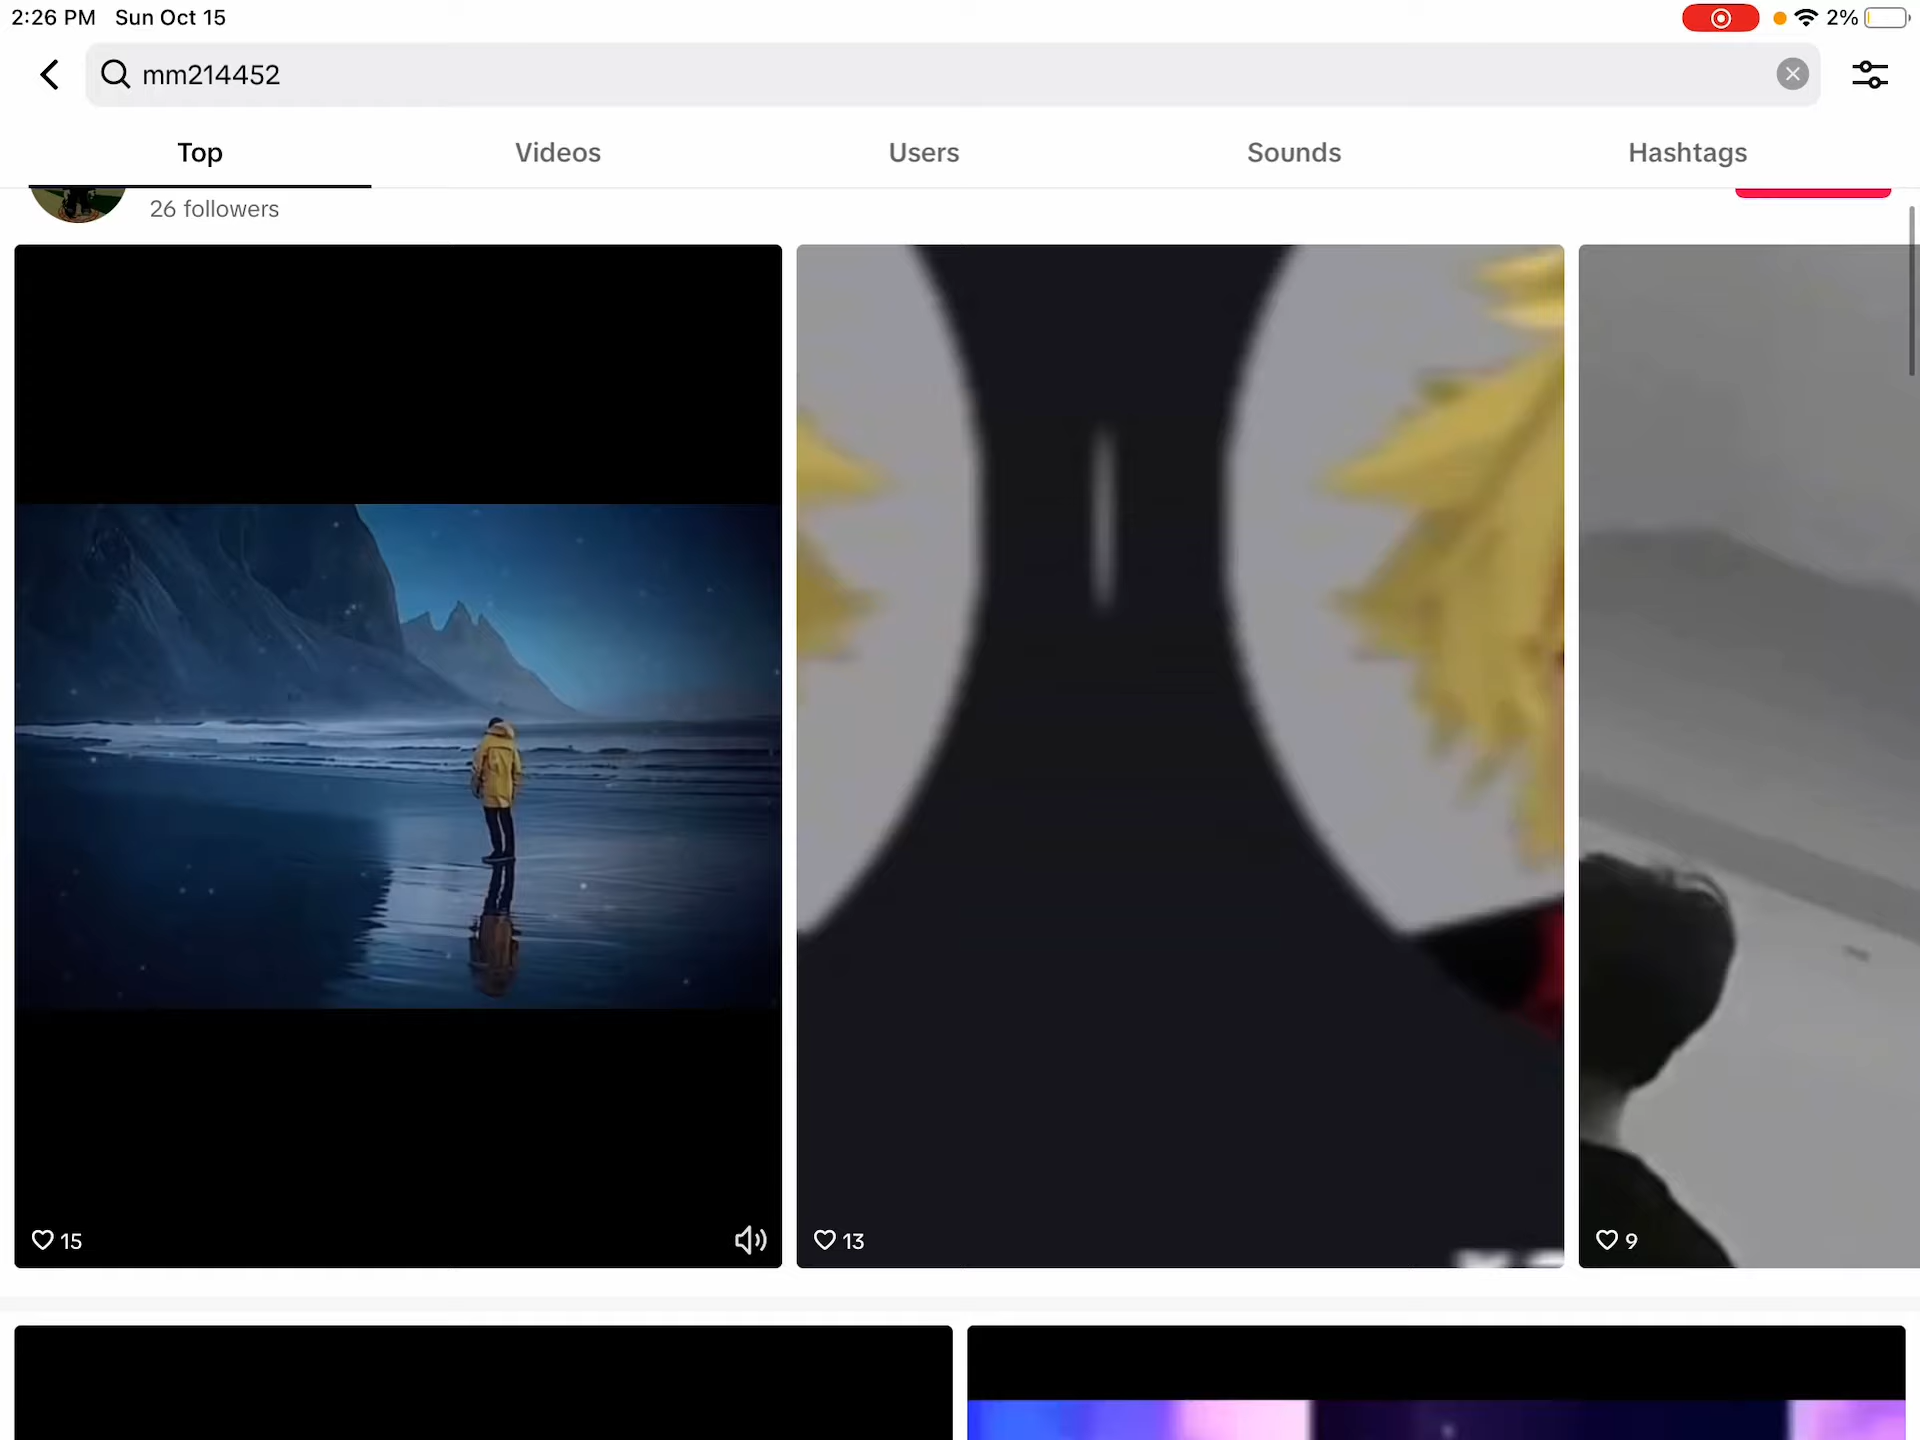 2:26 PM Sun Oct 15
2%
mm214452
Top Videos Users Sounds Hashtags
26 followers
15
13
9